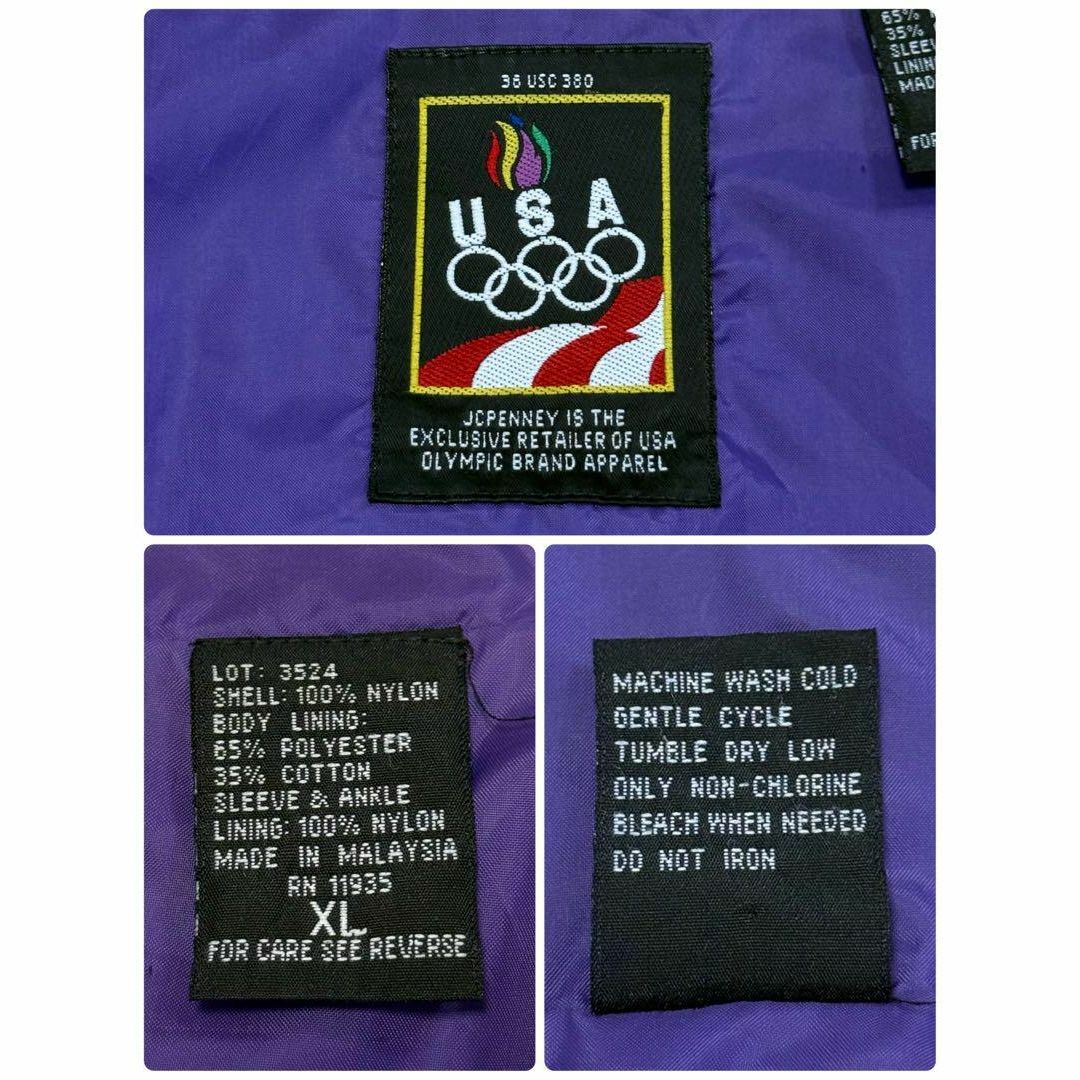 36 USC 380
USA
JCPENNEY IS THE
EXCLUSIVE RETAILER OF USA
OLYMPIC BRAND APPAREL
65%
35%
MAD
FOR
LOT: 3524
SHELL: 100% NYLON
BODY LINING:
65% POLYESTER
35% COTTON
SLEEVE & ANKLE
LINING: 100% NYLON
MADE IN MALAYSIA
RN 11935
XL
FOR CARE SEE REVERSE
MACHINE WASH COLD
GENTLE CYCLE
TUMBLE DRY LOW
ONLY NON-CHLORINE
BLEACH WHEN NEEDED
DO NOT IRON